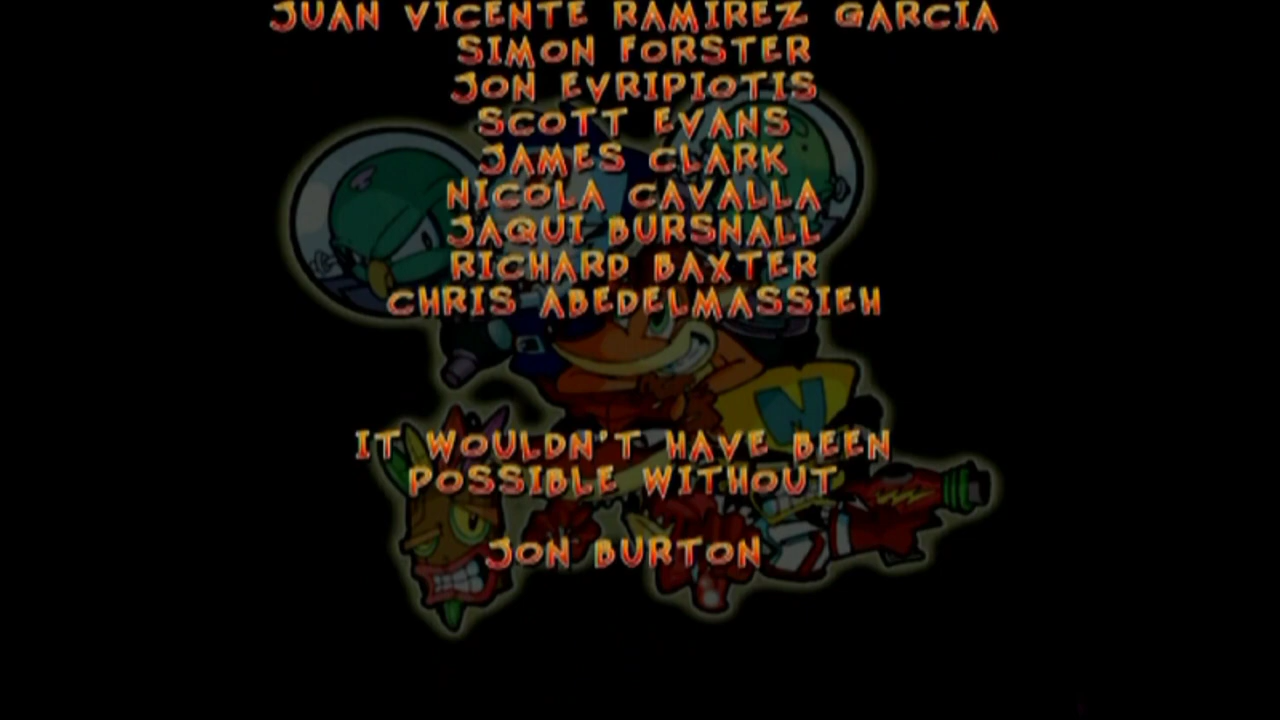 JUAN VICENTE RAMIREZ GARCIA
SIMON FORSTER
JON EVRIPIOTIS
SCOTT EVANS
JAMES CLARK
NICOLA CAVALLA
JAQUI BURSNALL
RICHARD BAXTER
CHRIS ABEDELMASSIEH
N
IT WOULDN'T HAVE BEEN
POSSIBLE WITHOUT
JON BURTON